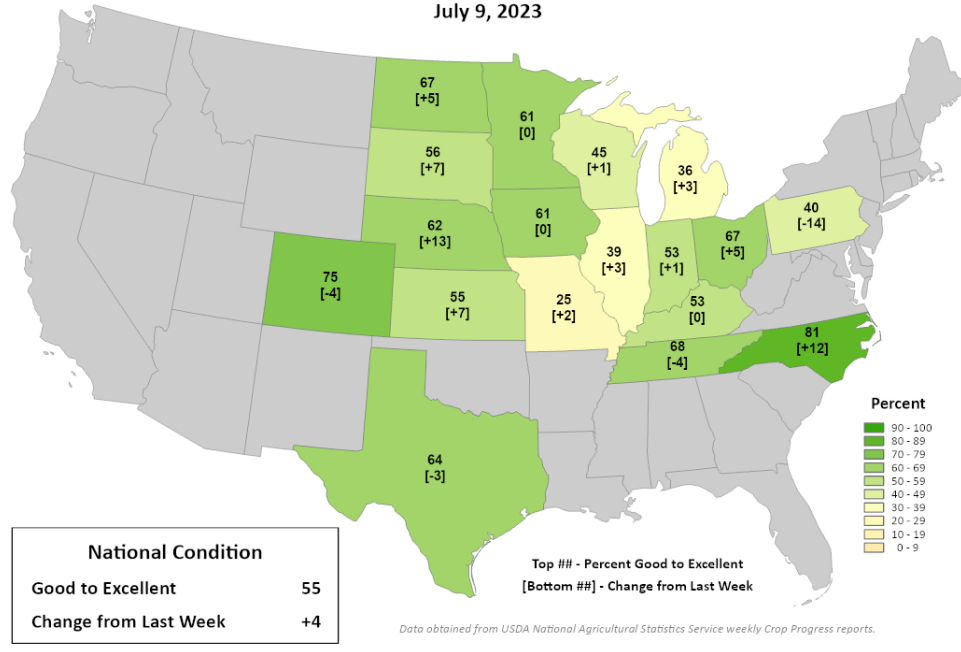 July 9, 2023
67
[+5]
61
[0]
56
[+7]
45
[+1]
36
[+3]
62
[+13]
61
[0]
40
[-14]
67
[+5]
53
[+1]
39
[+3]
75
[-4]
55
[+7]
25
[+2]
53
[0]
68
[-4]
81
[+12]
64
[-3]
Percent
90 - 100
80 - 89
70 - 79
60 - 69
50 - 59
40 - 49
30 - 39
20 - 29
10 - 19
0 - 9
National Condition
Good to Excellent 55
Change from Last Week +4
Top ## - Percent Good to Excellent
[Bottom ##] - Change from Last Week
Data obtained from USDA National Agricultural Statistics Service weekly Crop Progress reports.